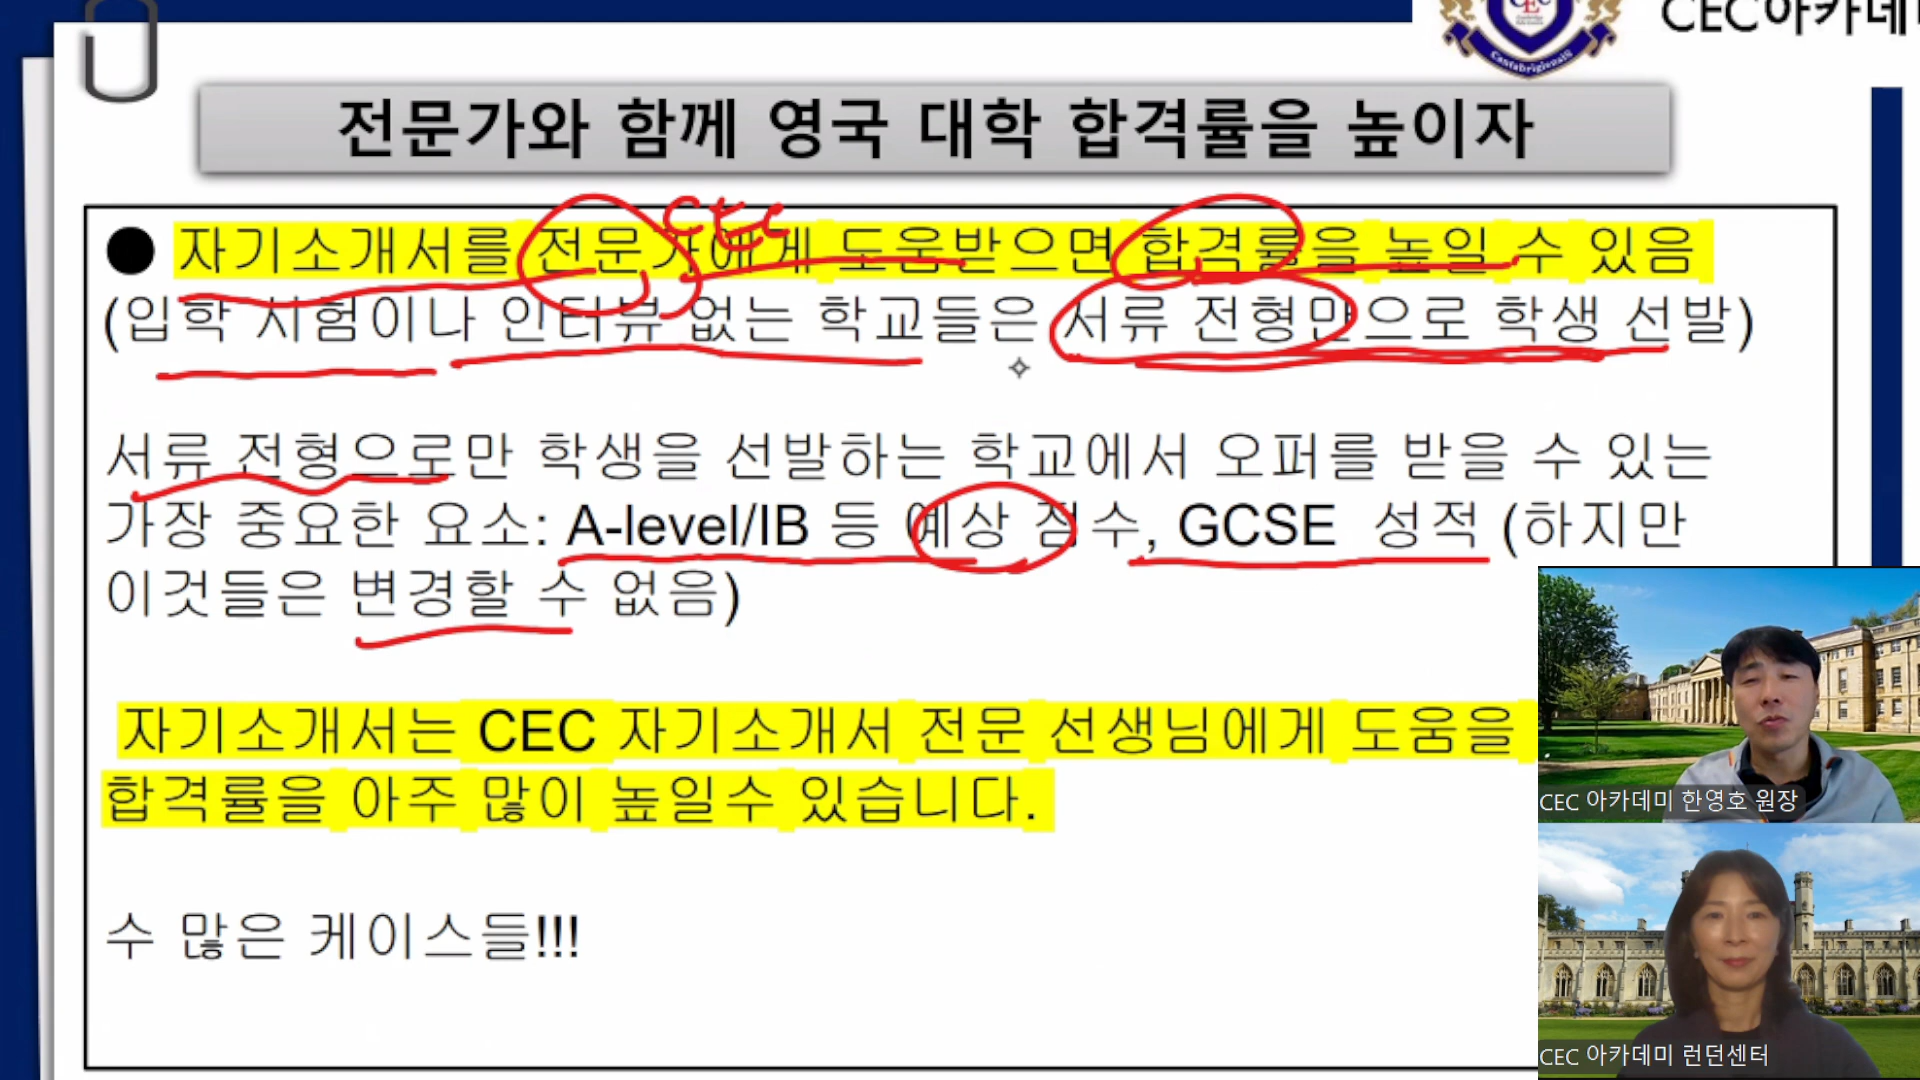 CEC아카데
CEC
Cantabrigiensis
전문가와 함께 영국 대학 합격률을 높이자
CEC
● 자기소개서를 전문가에게 도움받으면 합격률을 높일 수 있음
(입학 시험이나 인터뷰 없는 학교들은 서류 전형만으로 학생 선발)
서류 전형으로만 학생을 선발하는 학교에서 오퍼를 받을 수 있는
가장 중요한 요소: A-level/IB 등 예상 점수, GCSE 성적 (하지만
이것들은 변경할 수 없음)
자기소개서는 CEC 자기소개서 전문 선생님에게 도움을
합격률을 아주 많이 높일수 있습니다.
수 많은 케이스들!!!
CEC 아카데미 한영호 원장
CEC 아카데미 런던센터